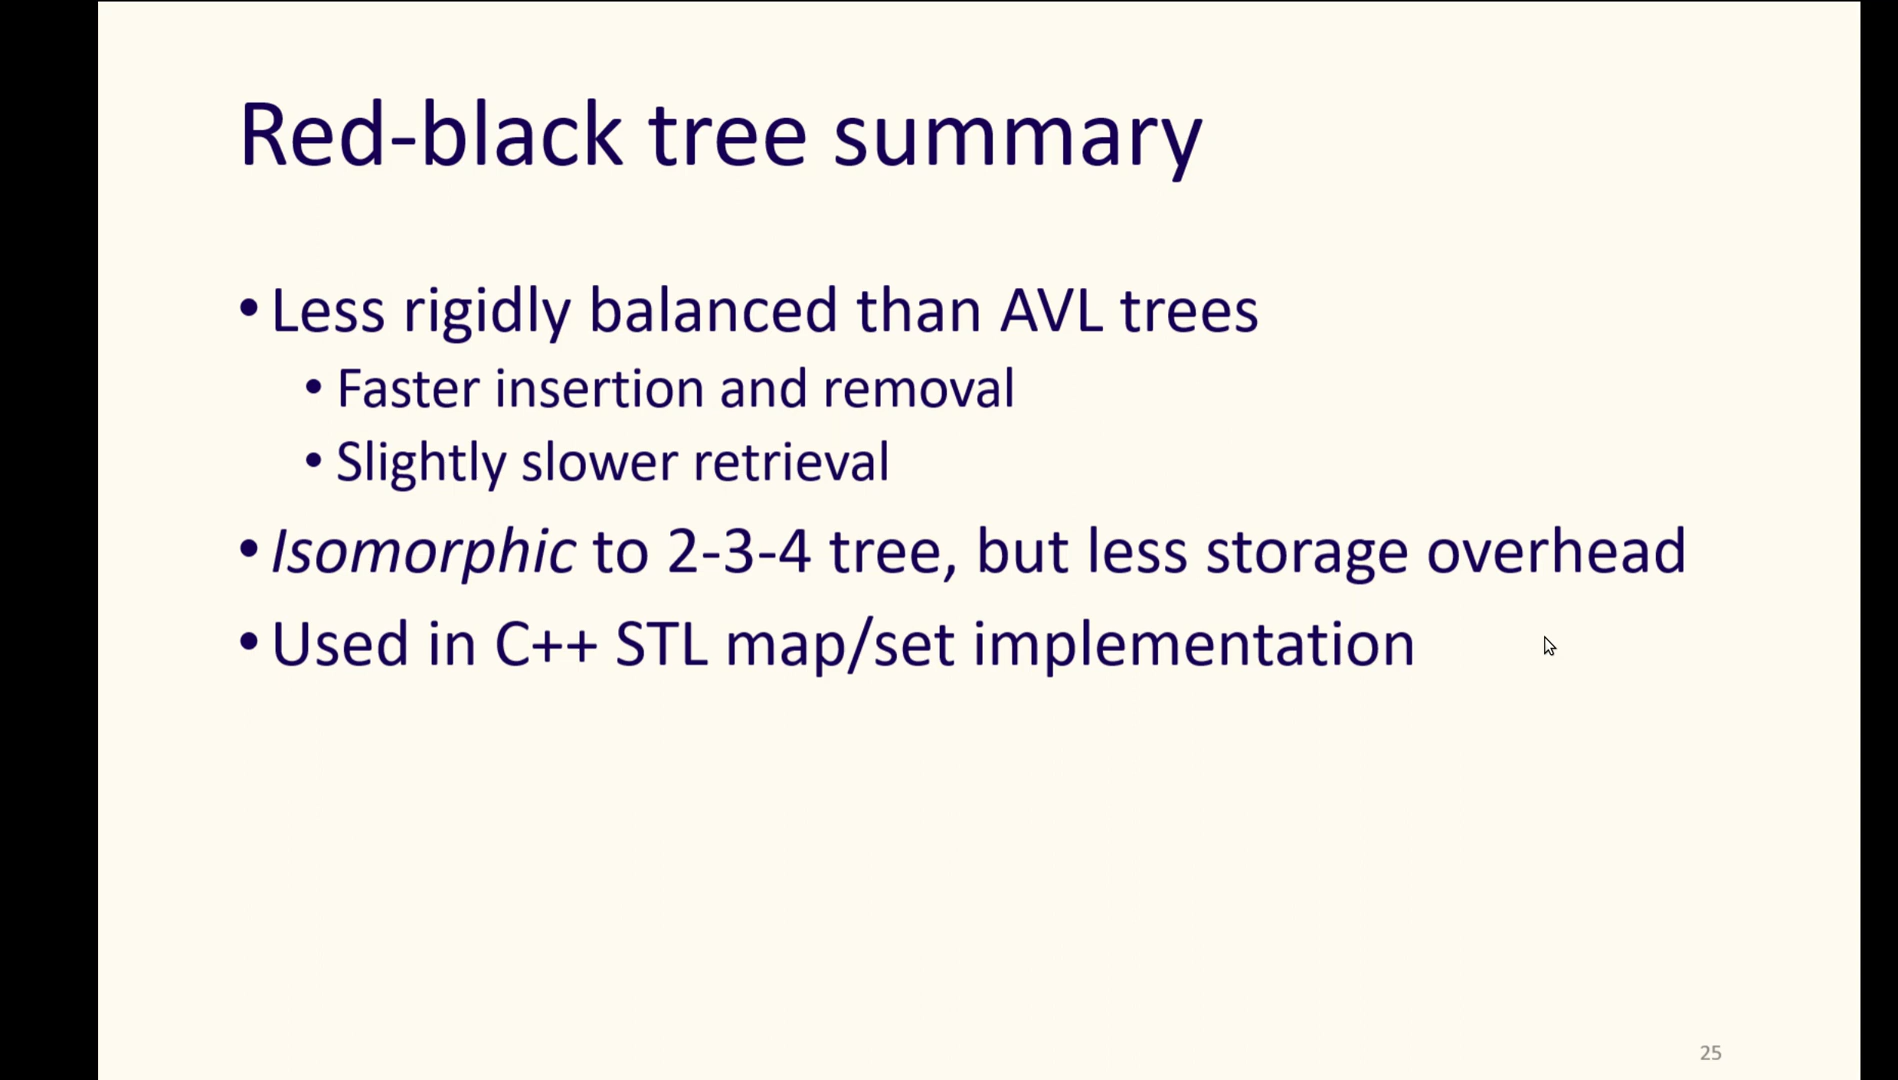 Red-black tree summary
• Less rigidly balanced than AVL trees
• Faster insertion and removal
• Slightly slower retrieval
• Isomorphic to 2-3-4 tree, but less storage overhead
• Used in C++ STL map/set implementation
25